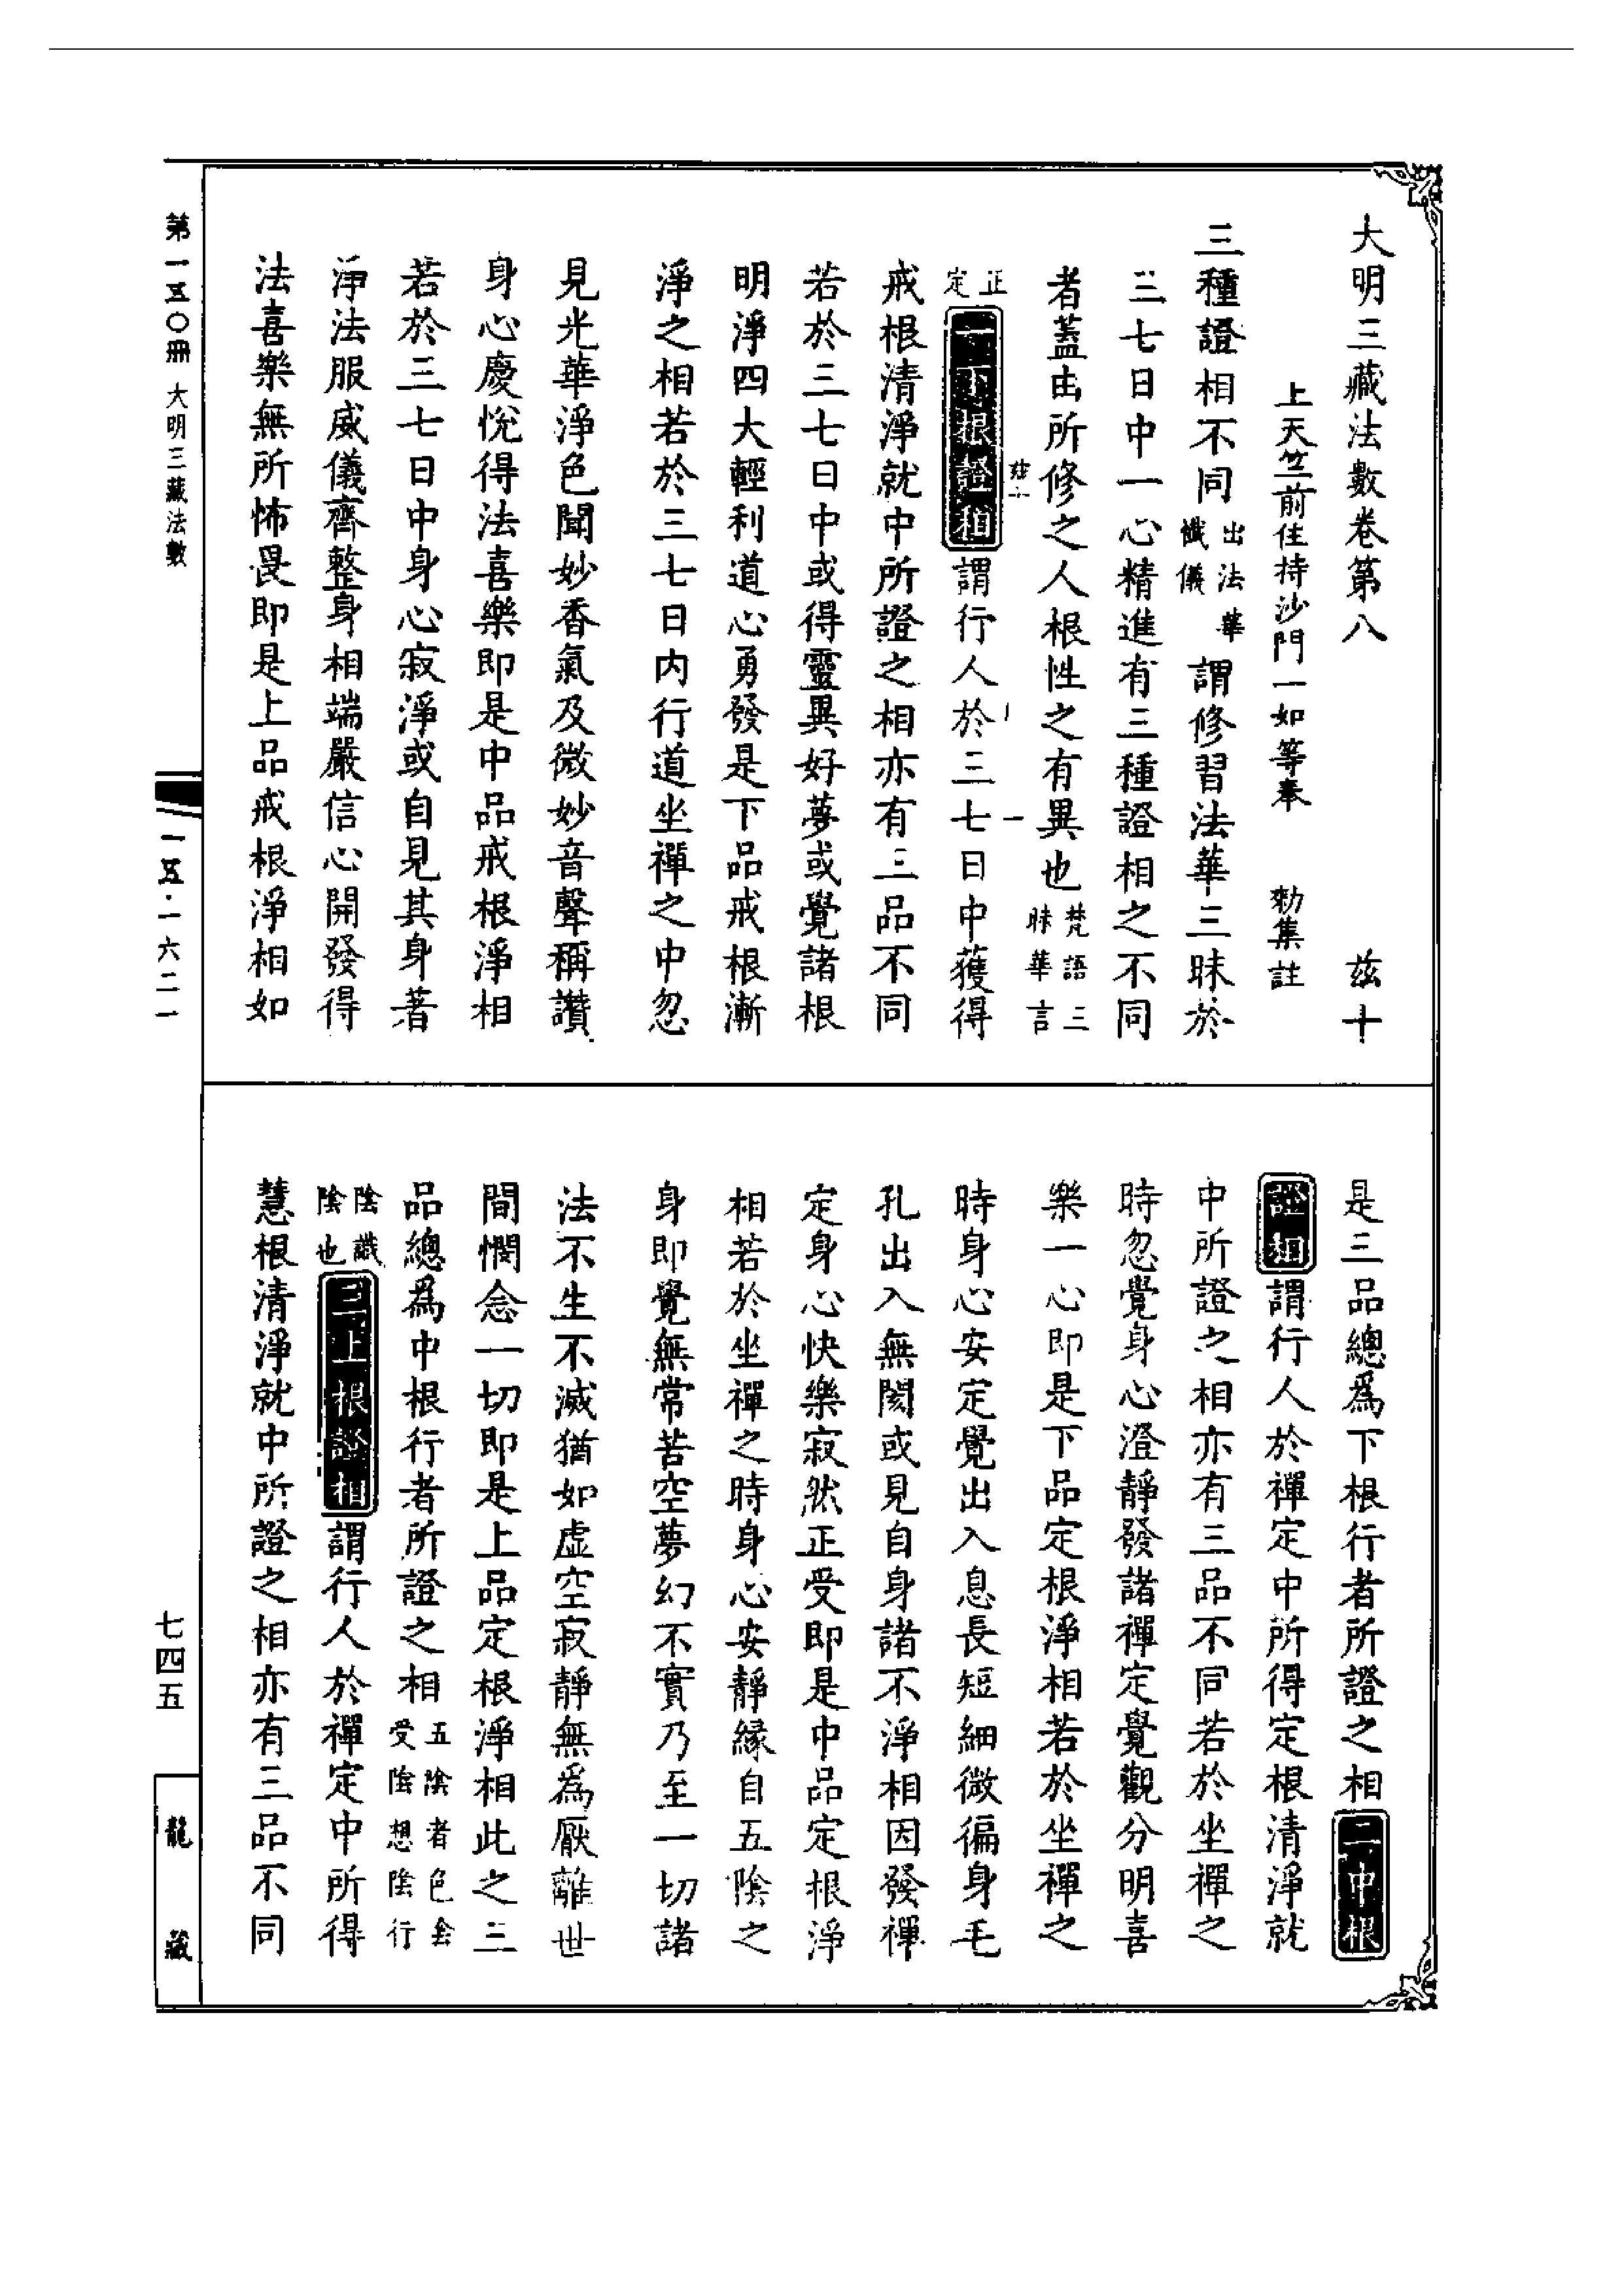 大明三藏法數卷第八　兹十
上天竺前住持沙門一如等奉　勑集註
三種證相不同出法華懺儀謂修習法華三昧於
三七日中一心精進有三種證相之不同
者蓋由所修之人根性之有異也梵語三昧華言
正定一下根證相謂行人於三七日中獲得
兹十
一
戒根清淨就中所證之相亦有三品不同
若於三七日中或得靈異好夢或覺諸根
明淨四大輕利道心勇發是下品戒根漸
淨之相若於三七日內行道坐禪之中忽
見光華淨色聞妙香氣及微妙音聲稱讚
身心慶悅得法喜樂即是中品戒根淨相
若於三七日中身心寂淨或自見其身著
淨法服威儀齊整身相端嚴信心開發得
法喜樂無所怖畏即是上品戒根淨相如
是三品總爲下根行者所證之相二中根
證相謂行人於禪定中所得定根清淨就
中所證之相亦有三品不同若於坐禪之
時忽覺身心澄靜發諸禪定覺觀分明喜
樂一心即是下品定根淨相若於坐禪之
時身心安定覺出入息長短細微徧身毛
孔出入無閡或見自身諸不淨相因發禪
定身心快樂寂然正受即是中品定根淨
相若於坐禪之時身心安靜緣自五陰之
身即覺無常苦空夢幻不實乃至一切諸
法不生不滅猶如虛空寂靜無爲厭離世
間憫念一切即是上品定根淨相此之三
品總爲中根行者所證之相五陰者色陰受陰想陰行
陰識陰也三上根證相謂行人於禪定中所得
慧根清淨就中所證之相亦有三品不同
第一五〇冊　大明三藏法數
一五·一六二一
七四五
龍藏